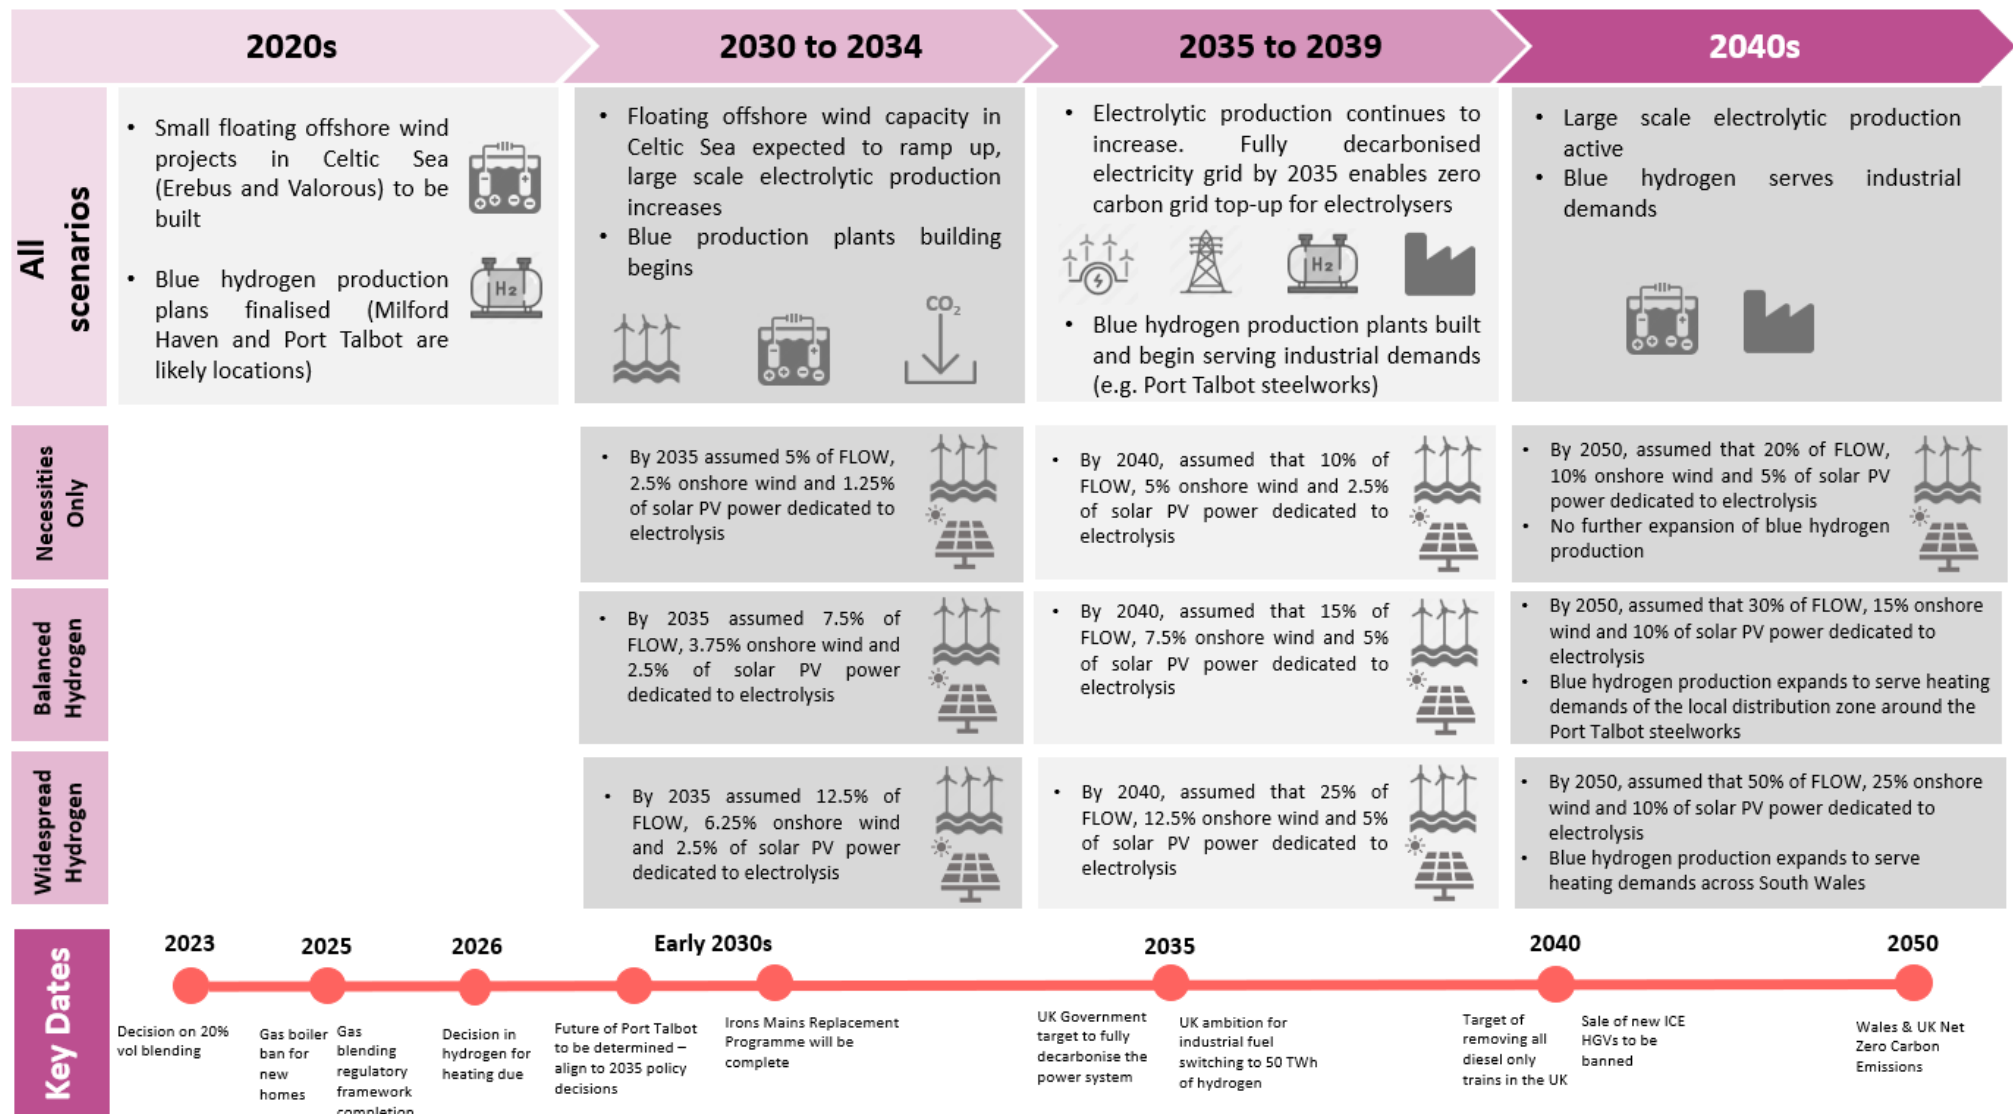 2020s
2030 to 2034
2035 to 2039
2040s
All
scenarios
• Small floating offshore wind
projects in Celtic Sea
(Erebus and Valorous) to be
built
• Blue hydrogen production
plans finalised (Milford
Haven and Port Talbot are
likely locations)
H2
• Floating offshore wind capacity in
Celtic Sea expected to ramp up,
large scale electrolytic production
increases
• Blue production plants building
begins
CO2
• Electrolytic production continues to
increase. Fully decarbonised
electricity grid by 2035 enables zero
carbon grid top-up for electrolysers
H2
• Blue hydrogen production plants built
and begin serving industrial demands
(e.g. Port Talbot steelworks)
• Large scale electrolytic production
active
• Blue hydrogen serves industrial
demands
Necessities
Only
• By 2035 assumed 5% of FLOW,
2.5% onshore wind and 1.25%
of solar PV power dedicated to
electrolysis
• By 2040, assumed that 10% of
FLOW, 5% onshore wind and 2.5%
of solar PV power dedicated to
electrolysis
• By 2050, assumed that 20% of FLOW,
10% onshore wind and 5% of solar PV
power dedicated to electrolysis
• No further expansion of blue hydrogen
production
Balanced
Hydrogen
• By 2035 assumed 7.5% of
FLOW, 3.75% onshore wind and
2.5% of solar PV power
dedicated to electrolysis
• By 2040, assumed that 15% of
FLOW, 7.5% onshore wind and 5%
of solar PV power dedicated to
electrolysis
• By 2050, assumed that 30% of FLOW, 15% onshore
wind and 10% of solar PV power dedicated to
electrolysis
• Blue hydrogen production expands to serve heating
demands of the local distribution zone around the
Port Talbot steelworks
Widespread
Hydrogen
• By 2035 assumed 12.5% of
FLOW, 6.25% onshore wind
and 2.5% of solar PV power
dedicated to electrolysis
• By 2040, assumed that 25% of
FLOW, 12.5% onshore wind and 5%
of solar PV power dedicated to
electrolysis
• By 2050, assumed that 50% of FLOW, 25% onshore
wind and 10% of solar PV power dedicated to
electrolysis
• Blue hydrogen production expands to serve
heating demands across South Wales
Key Dates
2023
Decision on 20%
vol blending
2025
Gas boiler
ban for
new
homes
Gas
blending
regulatory
framework
completion
2026
Decision in
hydrogen for
heating due
Early 2030s
Future of Port Talbot
to be determined –
align to 2035 policy
decisions
Irons Mains Replacement
Programme will be
complete
2035
UK Government
target to fully
decarbonise the
power system
UK ambition for
industrial fuel
switching to 50 TWh
of hydrogen
2040
Target of
removing all
diesel only
trains in the UK
Sale of new ICE
HGVs to be
banned
2050
Wales & UK Net
Zero Carbon
Emissions